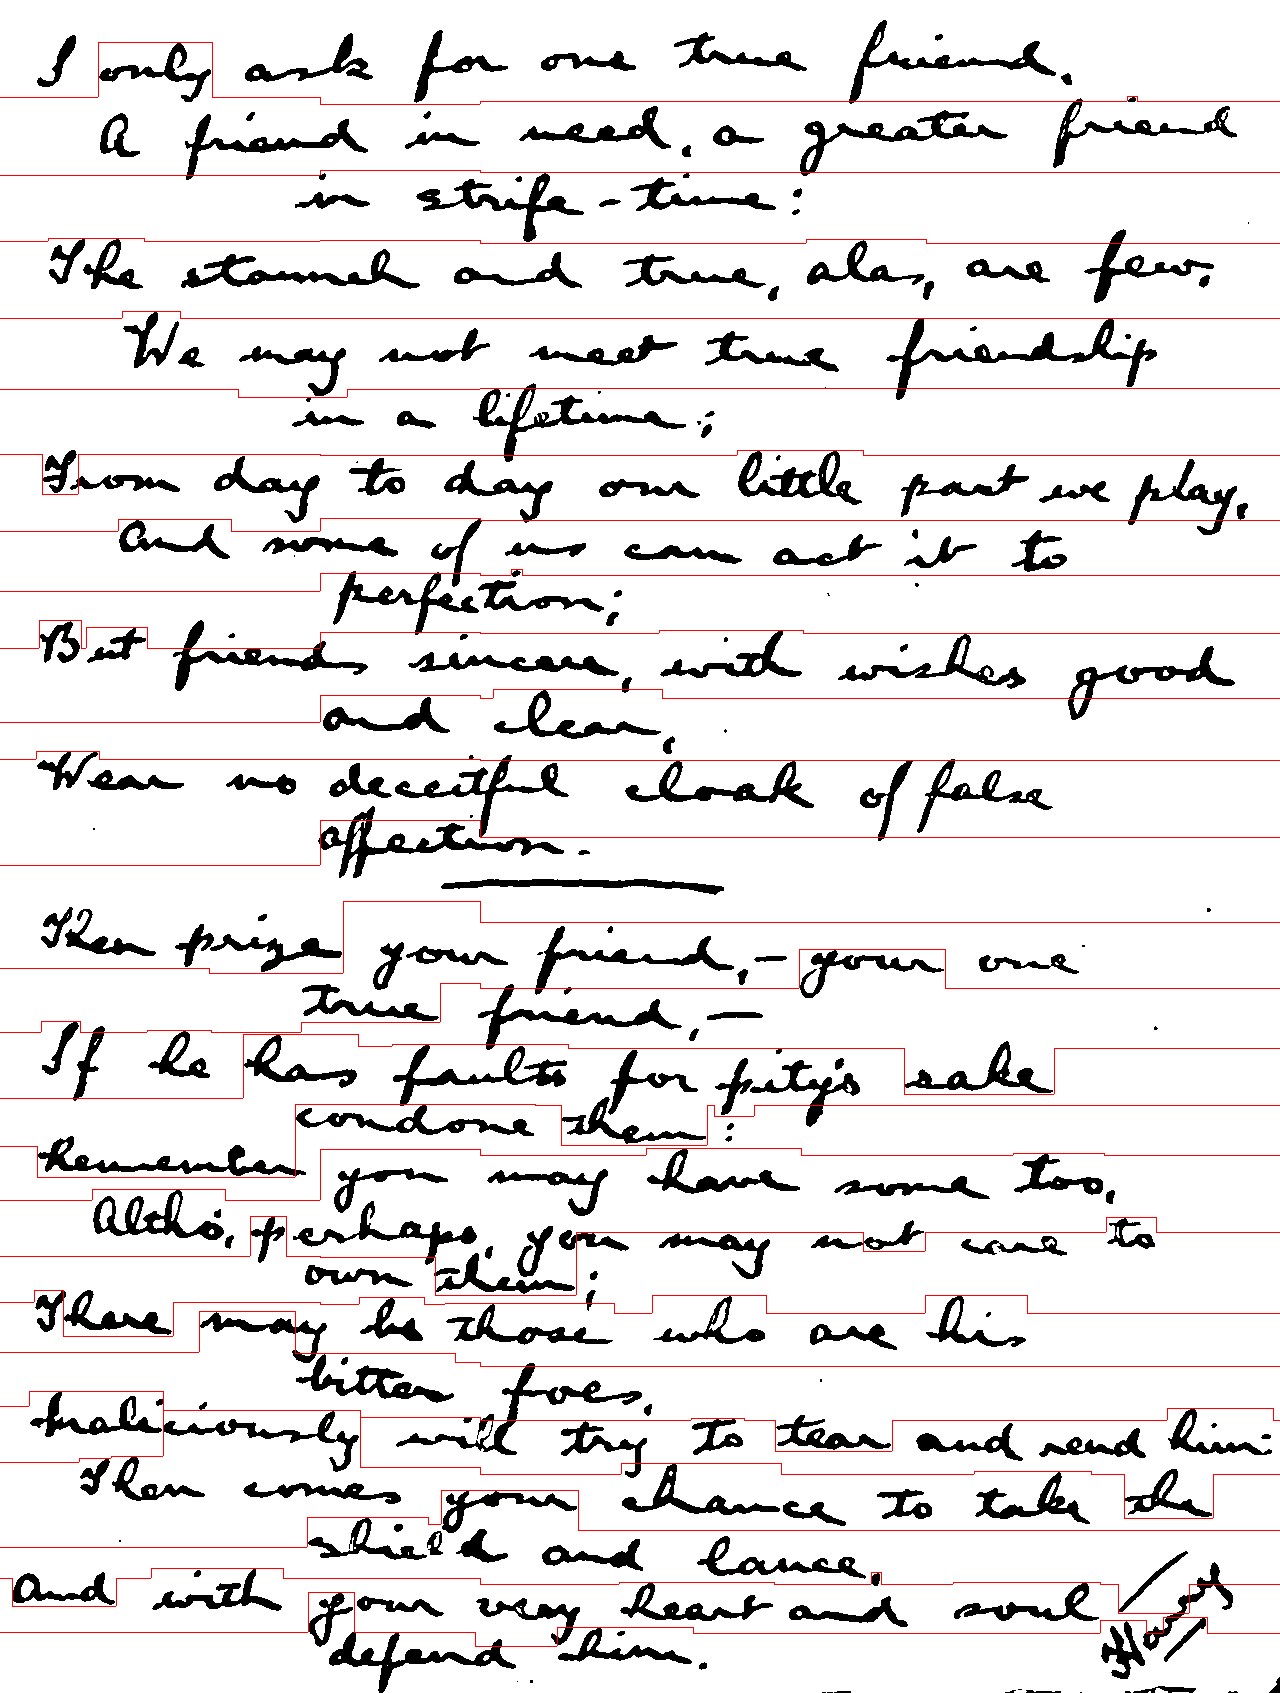 I only ask for one true friend,
A friend in need, a greater friend
in strife-time:
The staunch and true, alas, are few,
We may not meet true friendship
in a lifetime;
From day to day our little part we play,
And some of us can act it to
perfection;
But friends sincere, with wishes good
and clear,
Wear no deceitful cloak of false
affection.
Then prize your friend,- your one
true friend,-
If he has faults for pity's sake
condone them:
Remember you may have some too,
Altho, perhaps, you may not care to
own them;
There may be those who are his
bitter foes,
Maliciously will try to tear and rend him:
Then comes your chance to take the
shield and lance,
And with your very heart and soul
defend him.